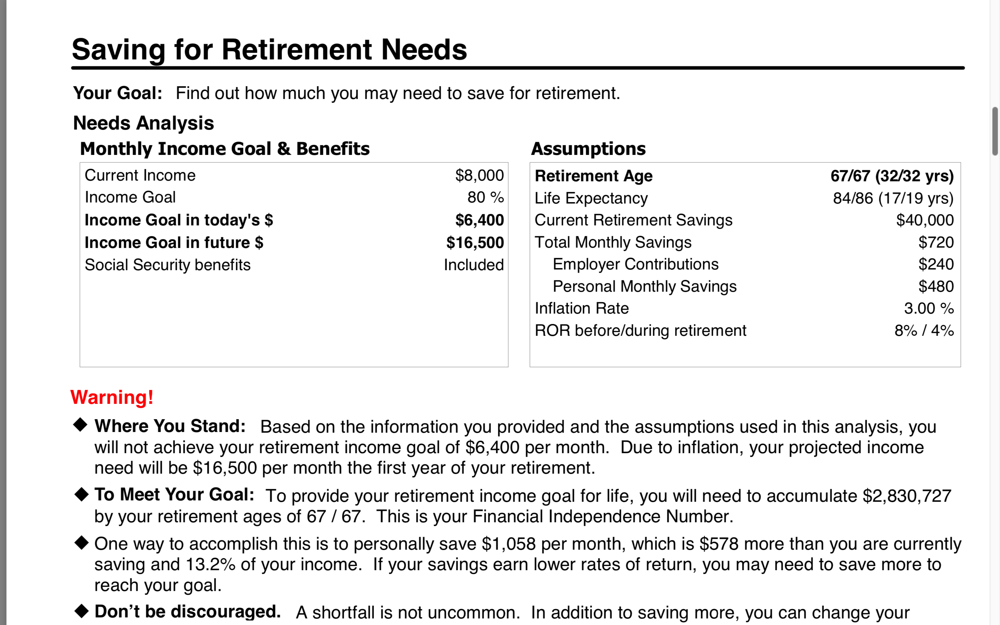 Saving for Retirement Needs
Your Goal: Find out how much you may need to save for retirement.
Needs Analysis
Monthly Income Goal & Benefits
Current Income $8,000
Income Goal 80 %
Income Goal in today's $ $6,400
Income Goal in future $ $16,500
Social Security benefits Included
Assumptions
Retirement Age 67/67 (32/32 yrs)
Life Expectancy 84/86 (17/19 yrs)
Current Retirement Savings $40,000
Total Monthly Savings $720
Employer Contributions $240
Personal Monthly Savings $480
Inflation Rate 3.00 %
ROR before/during retirement 8% / 4%
Warning!
◆ Where You Stand: Based on the information you provided and the assumptions used in this analysis, you
will not achieve your retirement income goal of $6,400 per month. Due to inflation, your projected income
need will be $16,500 per month the first year of your retirement.
◆ To Meet Your Goal: To provide your retirement income goal for life, you will need to accumulate $2,830,727
by your retirement ages of 67 / 67. This is your Financial Independence Number.
◆ One way to accomplish this is to personally save $1,058 per month, which is $578 more than you are currently
saving and 13.2% of your income. If your savings earn lower rates of return, you may need to save more to
reach your goal.
◆ Don’t be discouraged. A shortfall is not uncommon. In addition to saving more, you can change your